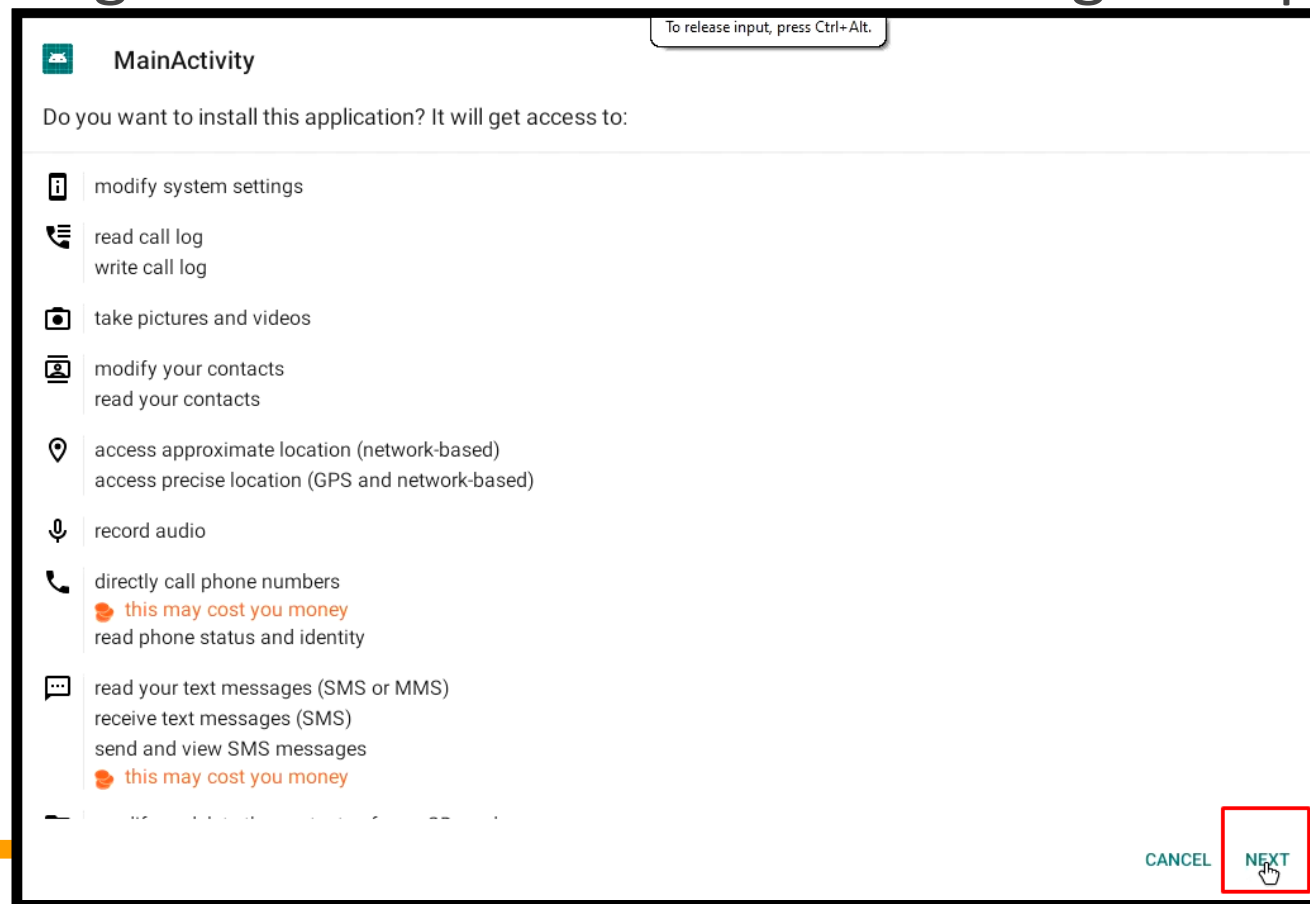 To release input, press Ctrl+Alt.
MainActivity
Do you want to install this application? It will get access to:
modify system settings
read call log
write call log
take pictures and videos
modify your contacts
read your contacts
access approximate location (network-based)
access precise location (GPS and network-based)
record audio
directly call phone numbers
this may cost you money
read phone status and identity
read your text messages (SMS or MMS)
receive text messages (SMS)
send and view SMS messages
this may cost you money
CANCEL NEXT